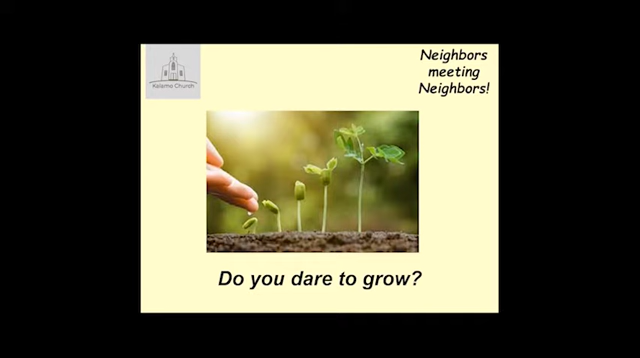 Kalamo Church
Neighbors
meeting
Neighbors!
Do you dare to grow?